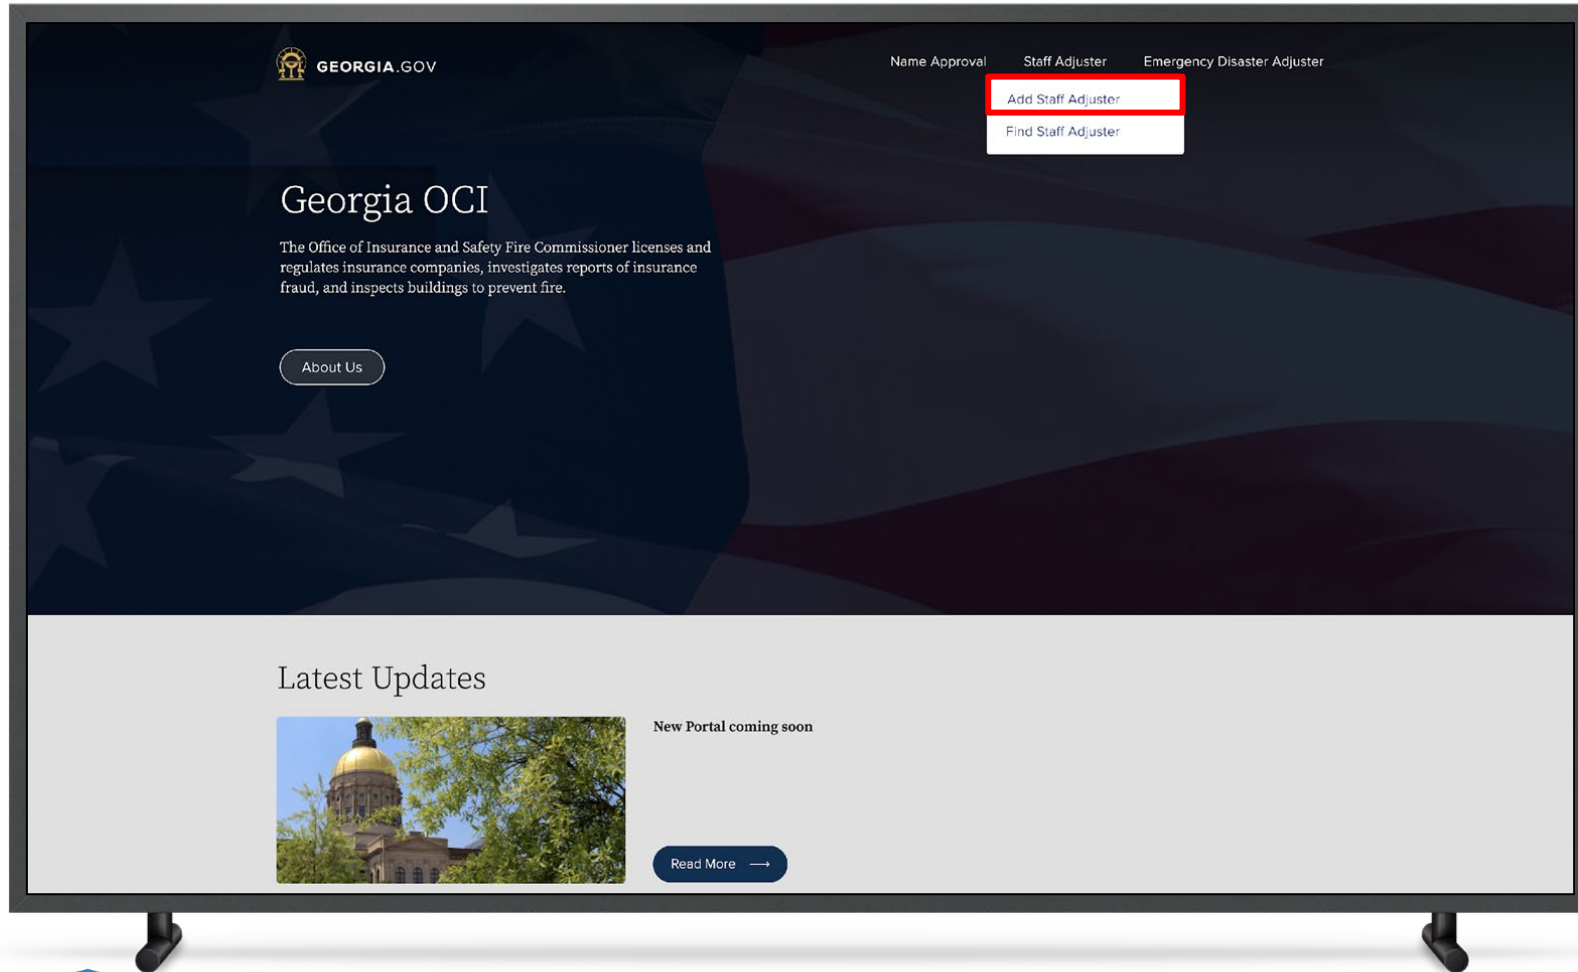 GEORGIA.GOV
Name Approval
Staff Adjuster
Emergency Disaster Adjuster
Add Staff Adjuster
Find Staff Adjuster
Georgia OCI
The Office of Insurance and Safety Fire Commissioner licenses and
regulates insurance companies, investigates reports of insurance
fraud, and inspects buildings to prevent fire.
About Us
Latest Updates
New Portal coming soon
Read More